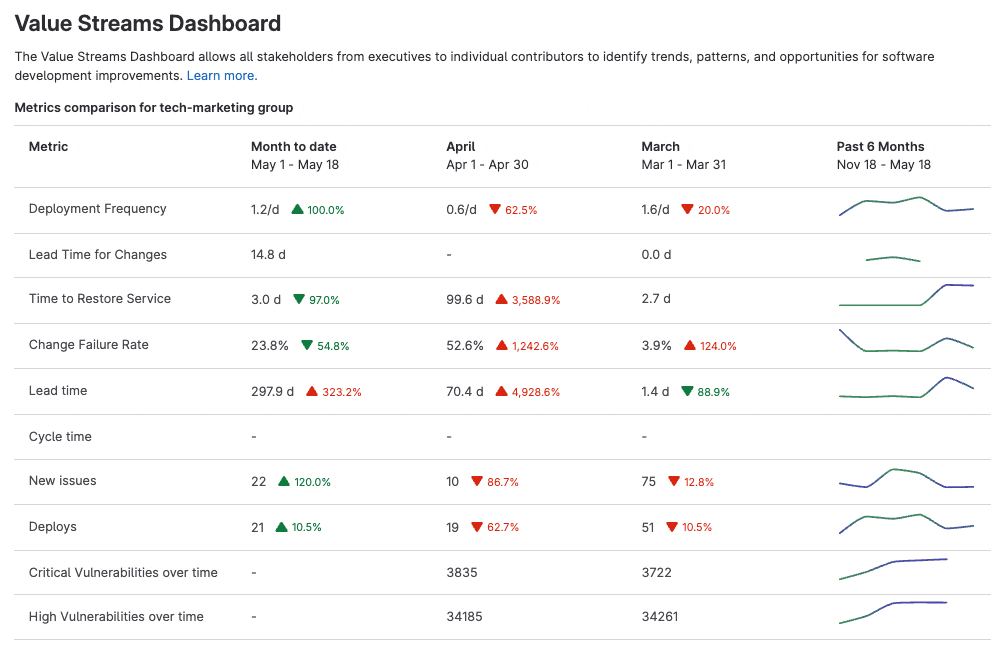 Value Streams Dashboard
The Value Streams Dashboard allows all stakeholders from executives to individual contributors to identify trends, patterns, and opportunities for software
development improvements. Learn more.
Metrics comparison for tech-marketing group
Metric Month to date April March Past 6 Months
May 1 - May 18 Apr 1 - Apr 30 Mar 1 - Mar 31 Nov 18 - May 18
Deployment Frequency 1.2/d ▲ 100.0% 0.6/d ▼ 62.5% 1.6/d ▼ 20.0%
Lead Time for Changes 14.8 d - 0.0 d
Time to Restore Service 3.0 d ▼ 97.0% 99.6 d ▲ 3,588.9% 2.7 d
Change Failure Rate 23.8% ▼ 54.8% 52.6% ▲ 1,242.6% 3.9% ▲ 124.0%
Lead time 297.9 d ▲ 323.2% 70.4 d ▲ 4,928.6% 1.4 d ▼ 88.9%
Cycle time - - -
New issues 22 ▲ 120.0% 10 ▼ 86.7% 75 ▼ 12.8%
Deploys 21 ▲ 10.5% 19 ▼ 62.7% 51 ▼ 10.5%
Critical Vulnerabilities over time - 3835 3722
High Vulnerabilities over time - 34185 34261